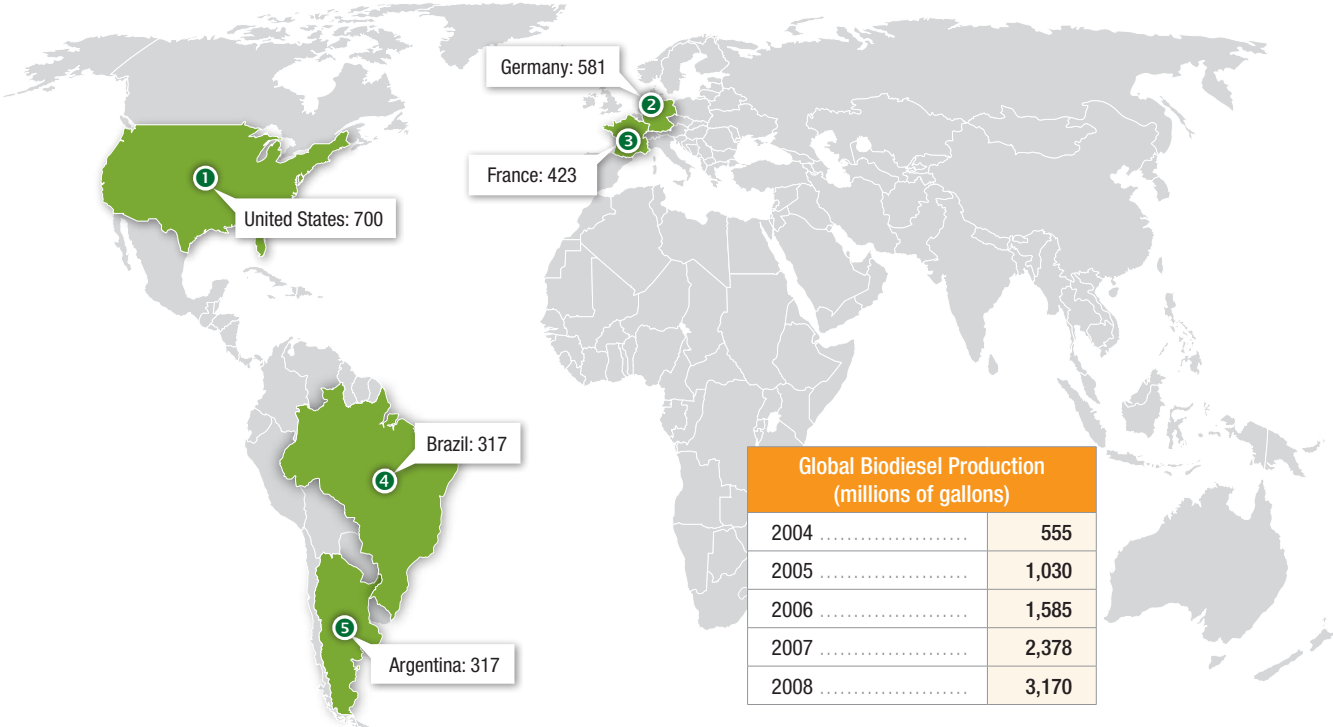 Germany: 581
2
3
France: 423
1
United States: 700
Brazil: 317
4
5
Argentina: 317
Global Biodiesel Production
(millions of gallons)
2004 ..................... 555
2005 ..................... 1,030
2006 ..................... 1,585
2007 ..................... 2,378
2008 ..................... 3,170